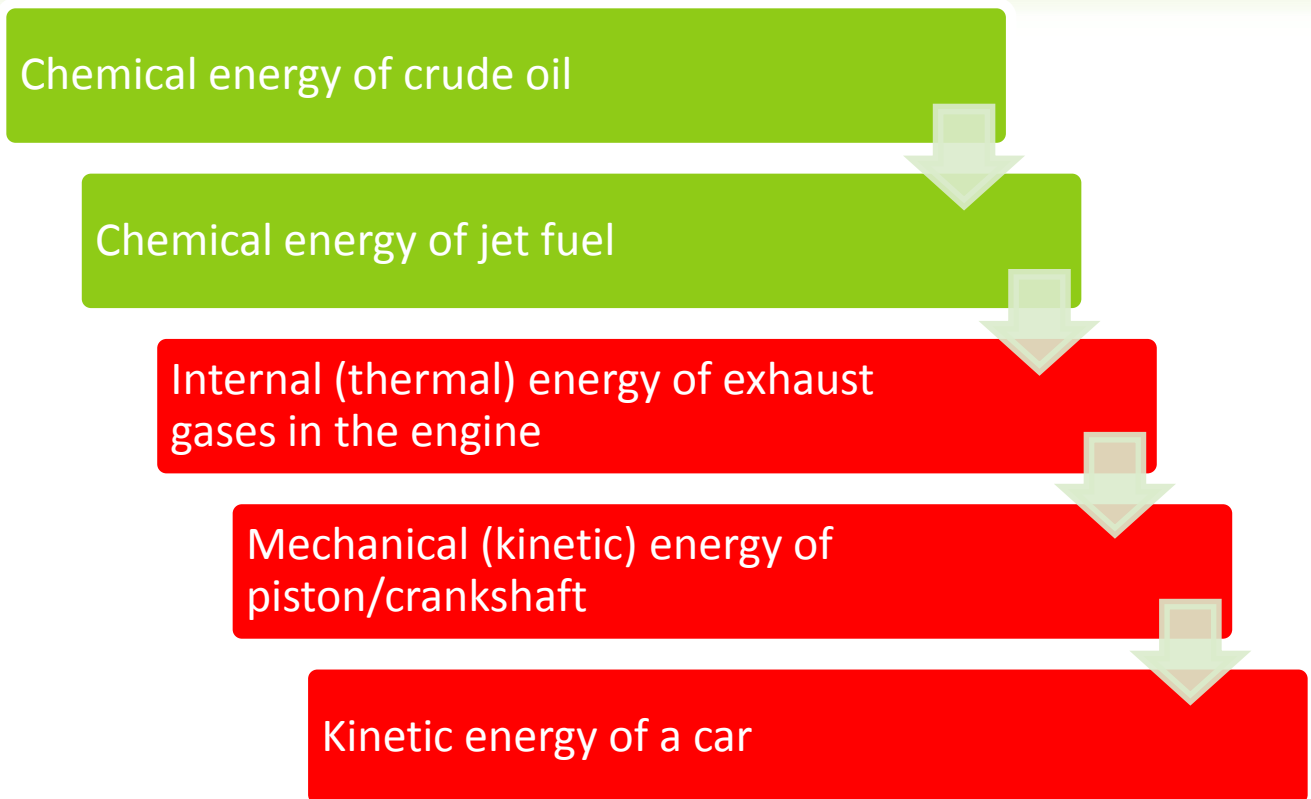 Chemical energy of crude oil
Chemical energy of jet fuel
Internal (thermal) energy of exhaust
gases in the engine
Mechanical (kinetic) energy of
piston/crankshaft
Kinetic energy of a car